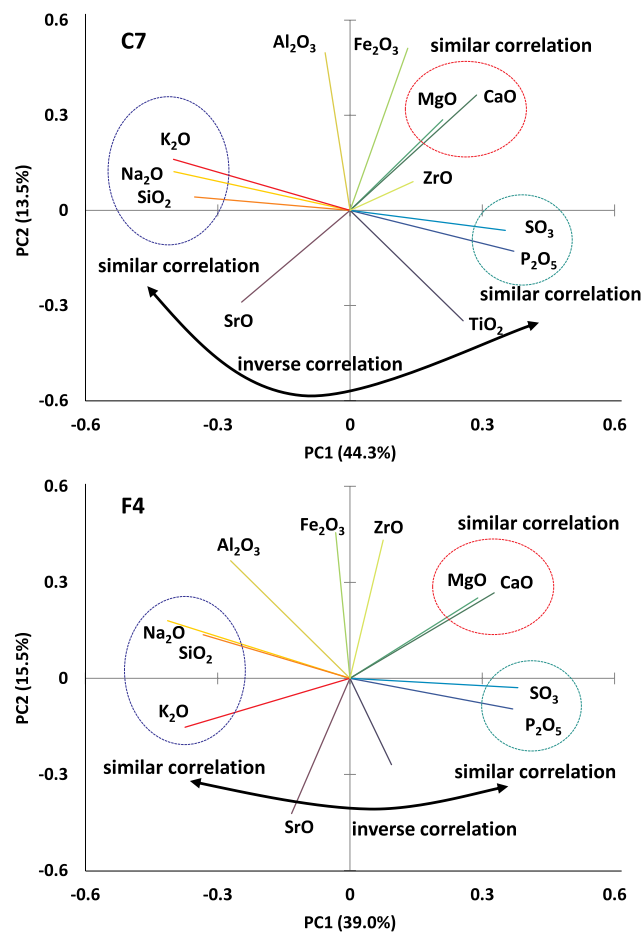 C7
0.6
Al₂O₃
Fe₂O₃
similar correlation
MgO
CaO
0.3
K₂O
Na₂O
SiO₂
ZrO
0
SO₃
P₂O₅
similar correlation
similar correlation
-0.3
SrO
TiO₂
inverse correlation
-0.6
-0.6
-0.3
0
0.3
0.6
PC1 (44.3%)
PC2 (13.5%)
F4
0.6
Fe₂O₃
ZrO
similar correlation
Al₂O₃
MgO
CaO
0.3
Na₂O
SiO₂
0
SO₃
K₂O
P₂O₅
similar correlation
similar correlation
-0.3
SrO
inverse correlation
-0.6
-0.6
-0.3
0
0.3
0.6
PC1 (39.0%)
PC2 (15.5%)